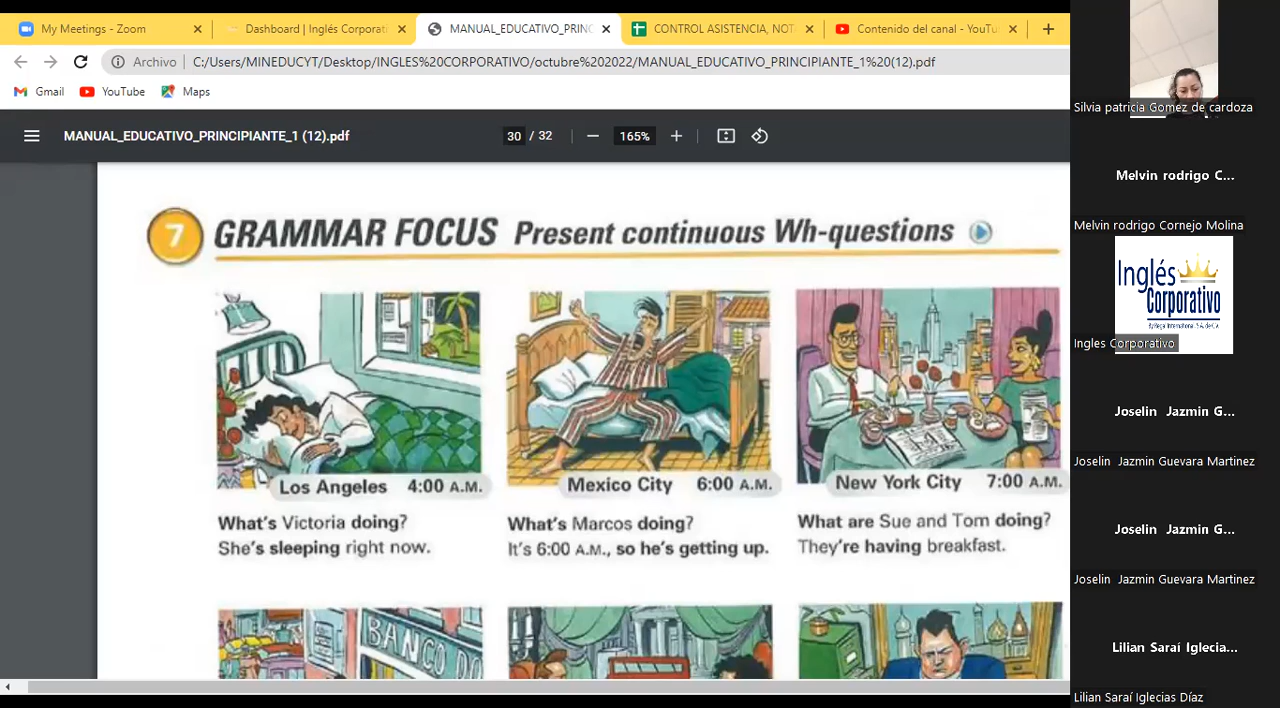 My Meetings - Zoom
Dashboard | Inglés Corporati
MANUAL_EDUCATIVO_PRINC
CONTROL ASISTENCIA, NOT
Contenido del canal - YouTu
Archivo
C:/Users/MINEDUCYT/Desktop/INGLES%20CORPORATIVO/octubre%202022/MANUAL_EDUCATIVO_PRINCIPIANTE_1%20(12).pdf
Gmail
YouTube
Maps
MANUAL_EDUCATIVO_PRINCIPIANTE_1 (12).pdf
30 / 32
165%
7 GRAMMAR FOCUS Present continuous Wh-questions
Los Angeles 4:00 A.M.
Mexico City 6:00 A.M.
New York City 7:00 A.M.
What's Victoria doing?
She's sleeping right now.
What's Marcos doing?
It's 6:00 A.M., so he's getting up.
What are Sue and Tom doing?
They're having breakfast.
BANCO DO
Silvia patricia Gomez de cardoza
Melvin rodrigo C...
Melvin rodrigo Cornejo Molina
Inglés
Corporativo
Ingles Corporativo
Joselin Jazmin G...
Joselin Jazmin Guevara Martinez
Joselin Jazmin G...
Joselin Jazmin Guevara Martinez
Lilian Saraí Iglecia...
Lilian Saraí Iglecias Díaz